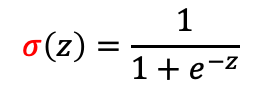 σ(z) = 1 / (1 + e^{-z})